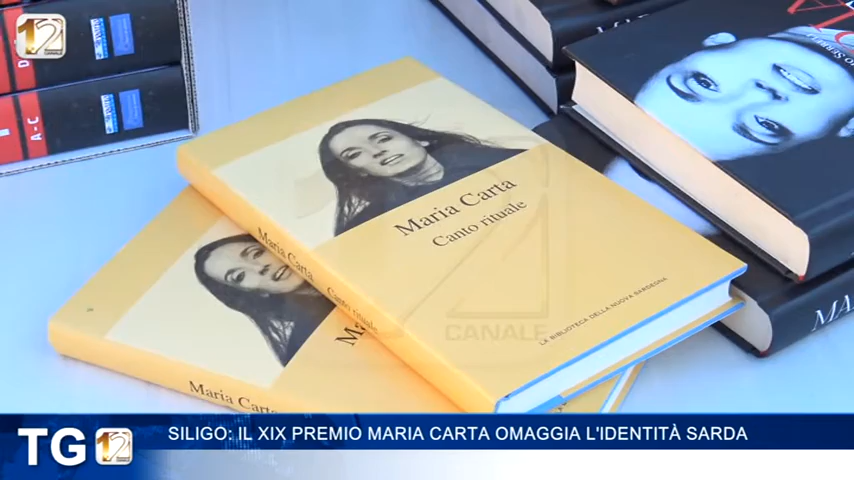 12
A-C
Maria Carta
Canto rituale
LA BIBLIOTECA DELLA NUOVA SARDEGNA
Maria Carta
Canto rituale
Maria Carta
CANALE
TG 12
SILIGO: IL XIX PREMIO MARIA CARTA OMAGGIA L'IDENTITÀ SARDA